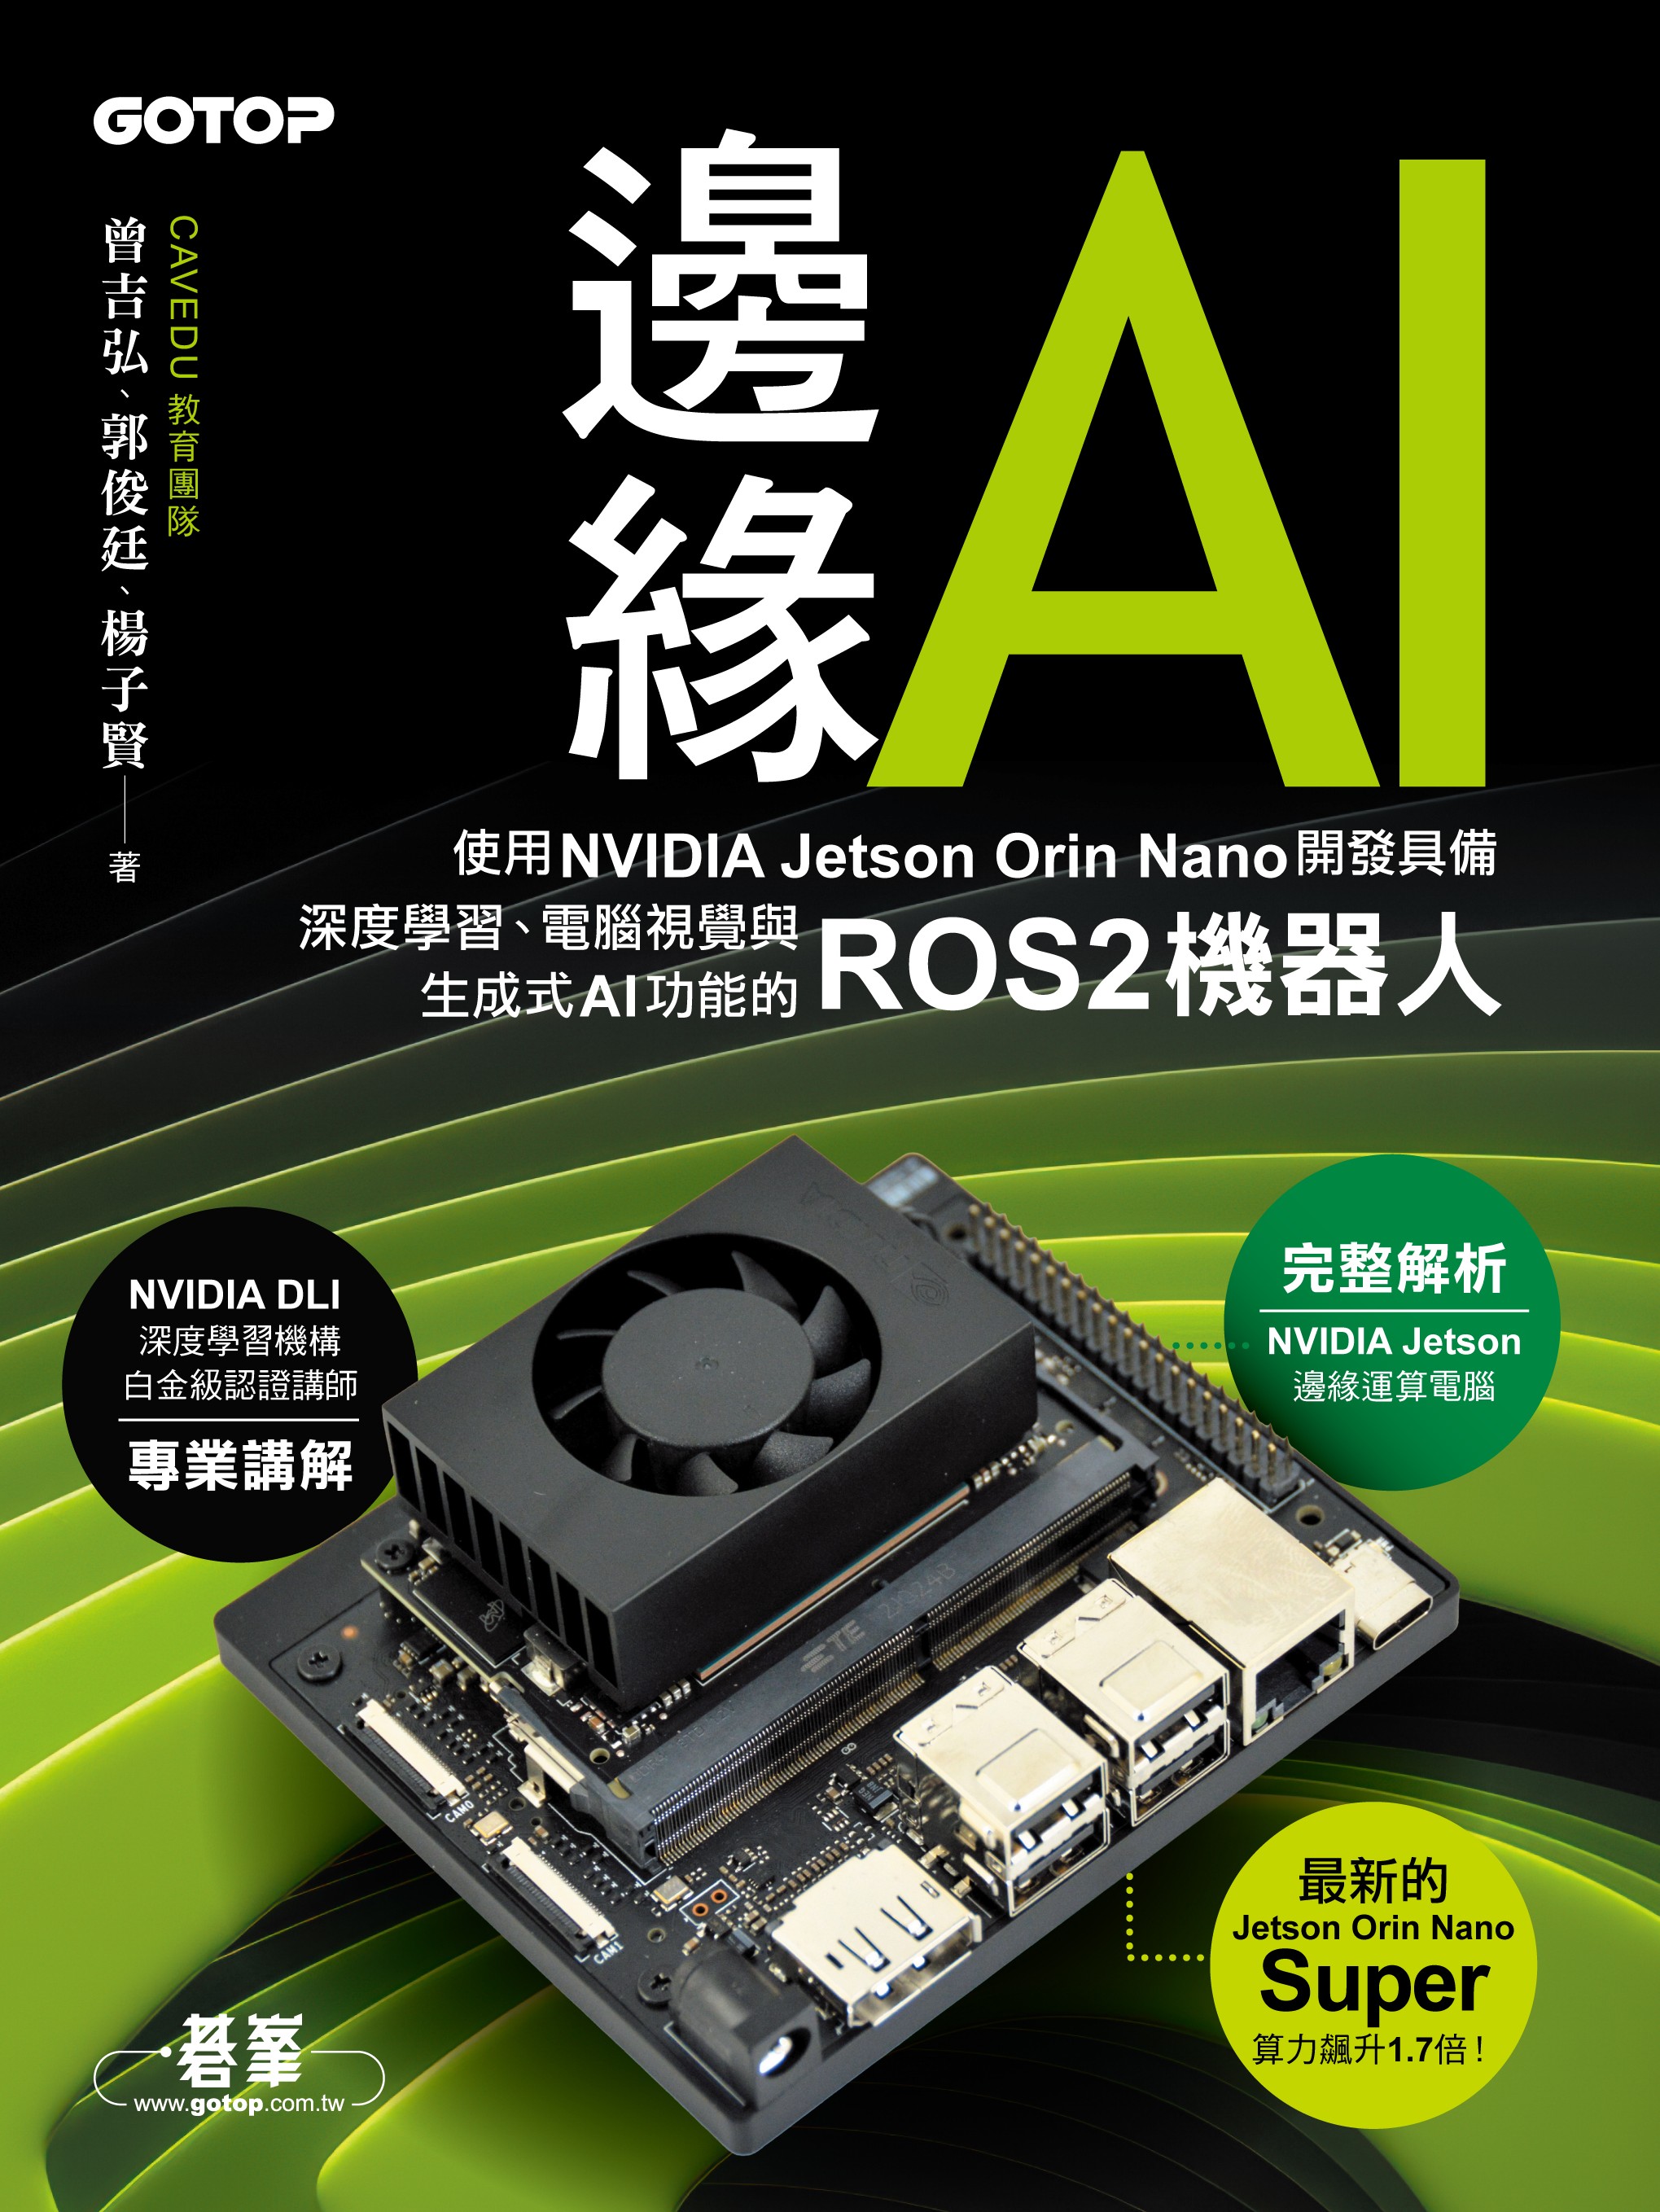 GOTOP
CAVEDU 教育團隊
曾吉弘、郭俊廷、楊子賢——著
邊緣AI
使用NVIDIA Jetson Orin Nano開發具備
深度學習、電腦視覺與
生成式AI功能的
ROS2機器人
NVIDIA DLI
深度學習機構
白金級認證講師
專業講解
完整解析
NVIDIA Jetson
邊緣運算電腦
TE
24024B
CAM0
CAM1
最新的
Jetson Orin Nano
Super
算力飆升1.7倍!
碁峯
www.gotop.com.tw